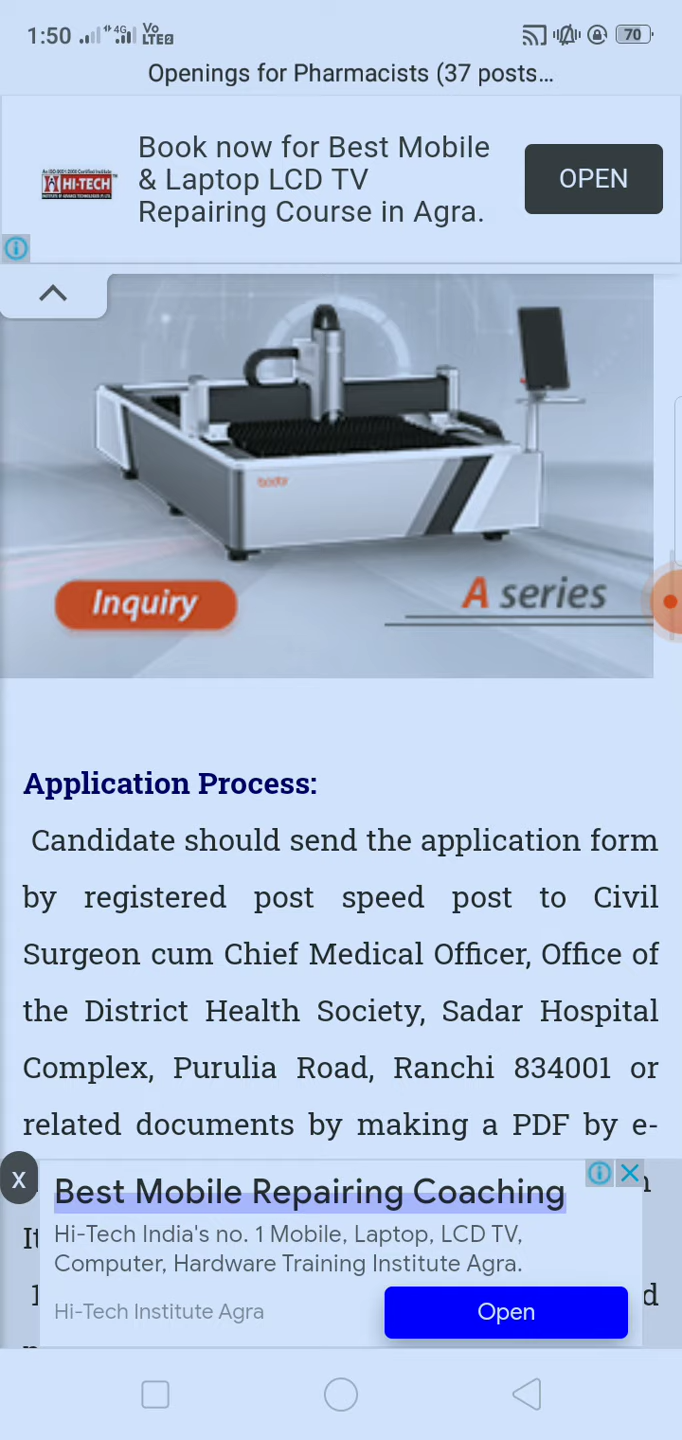 1:50
4G
Vo
LTE2
70
Openings for Pharmacists (37 posts...
HI-TECH
Book now for Best Mobile
& Laptop LCD TV
Repairing Course in Agra.
OPEN
bodor
Inquiry
A series
Application Process:
Candidate should send the application form
by registered post speed post to Civil
Surgeon cum Chief Medical Officer, Office of
the District Health Society, Sadar Hospital
Complex, Purulia Road, Ranchi 834001 or
related documents by making a PDF by e-
X
Best Mobile Repairing Coaching
Hi-Tech India's no. 1 Mobile, Laptop, LCD TV,
Computer, Hardware Training Institute Agra.
Hi-Tech Institute Agra
Open